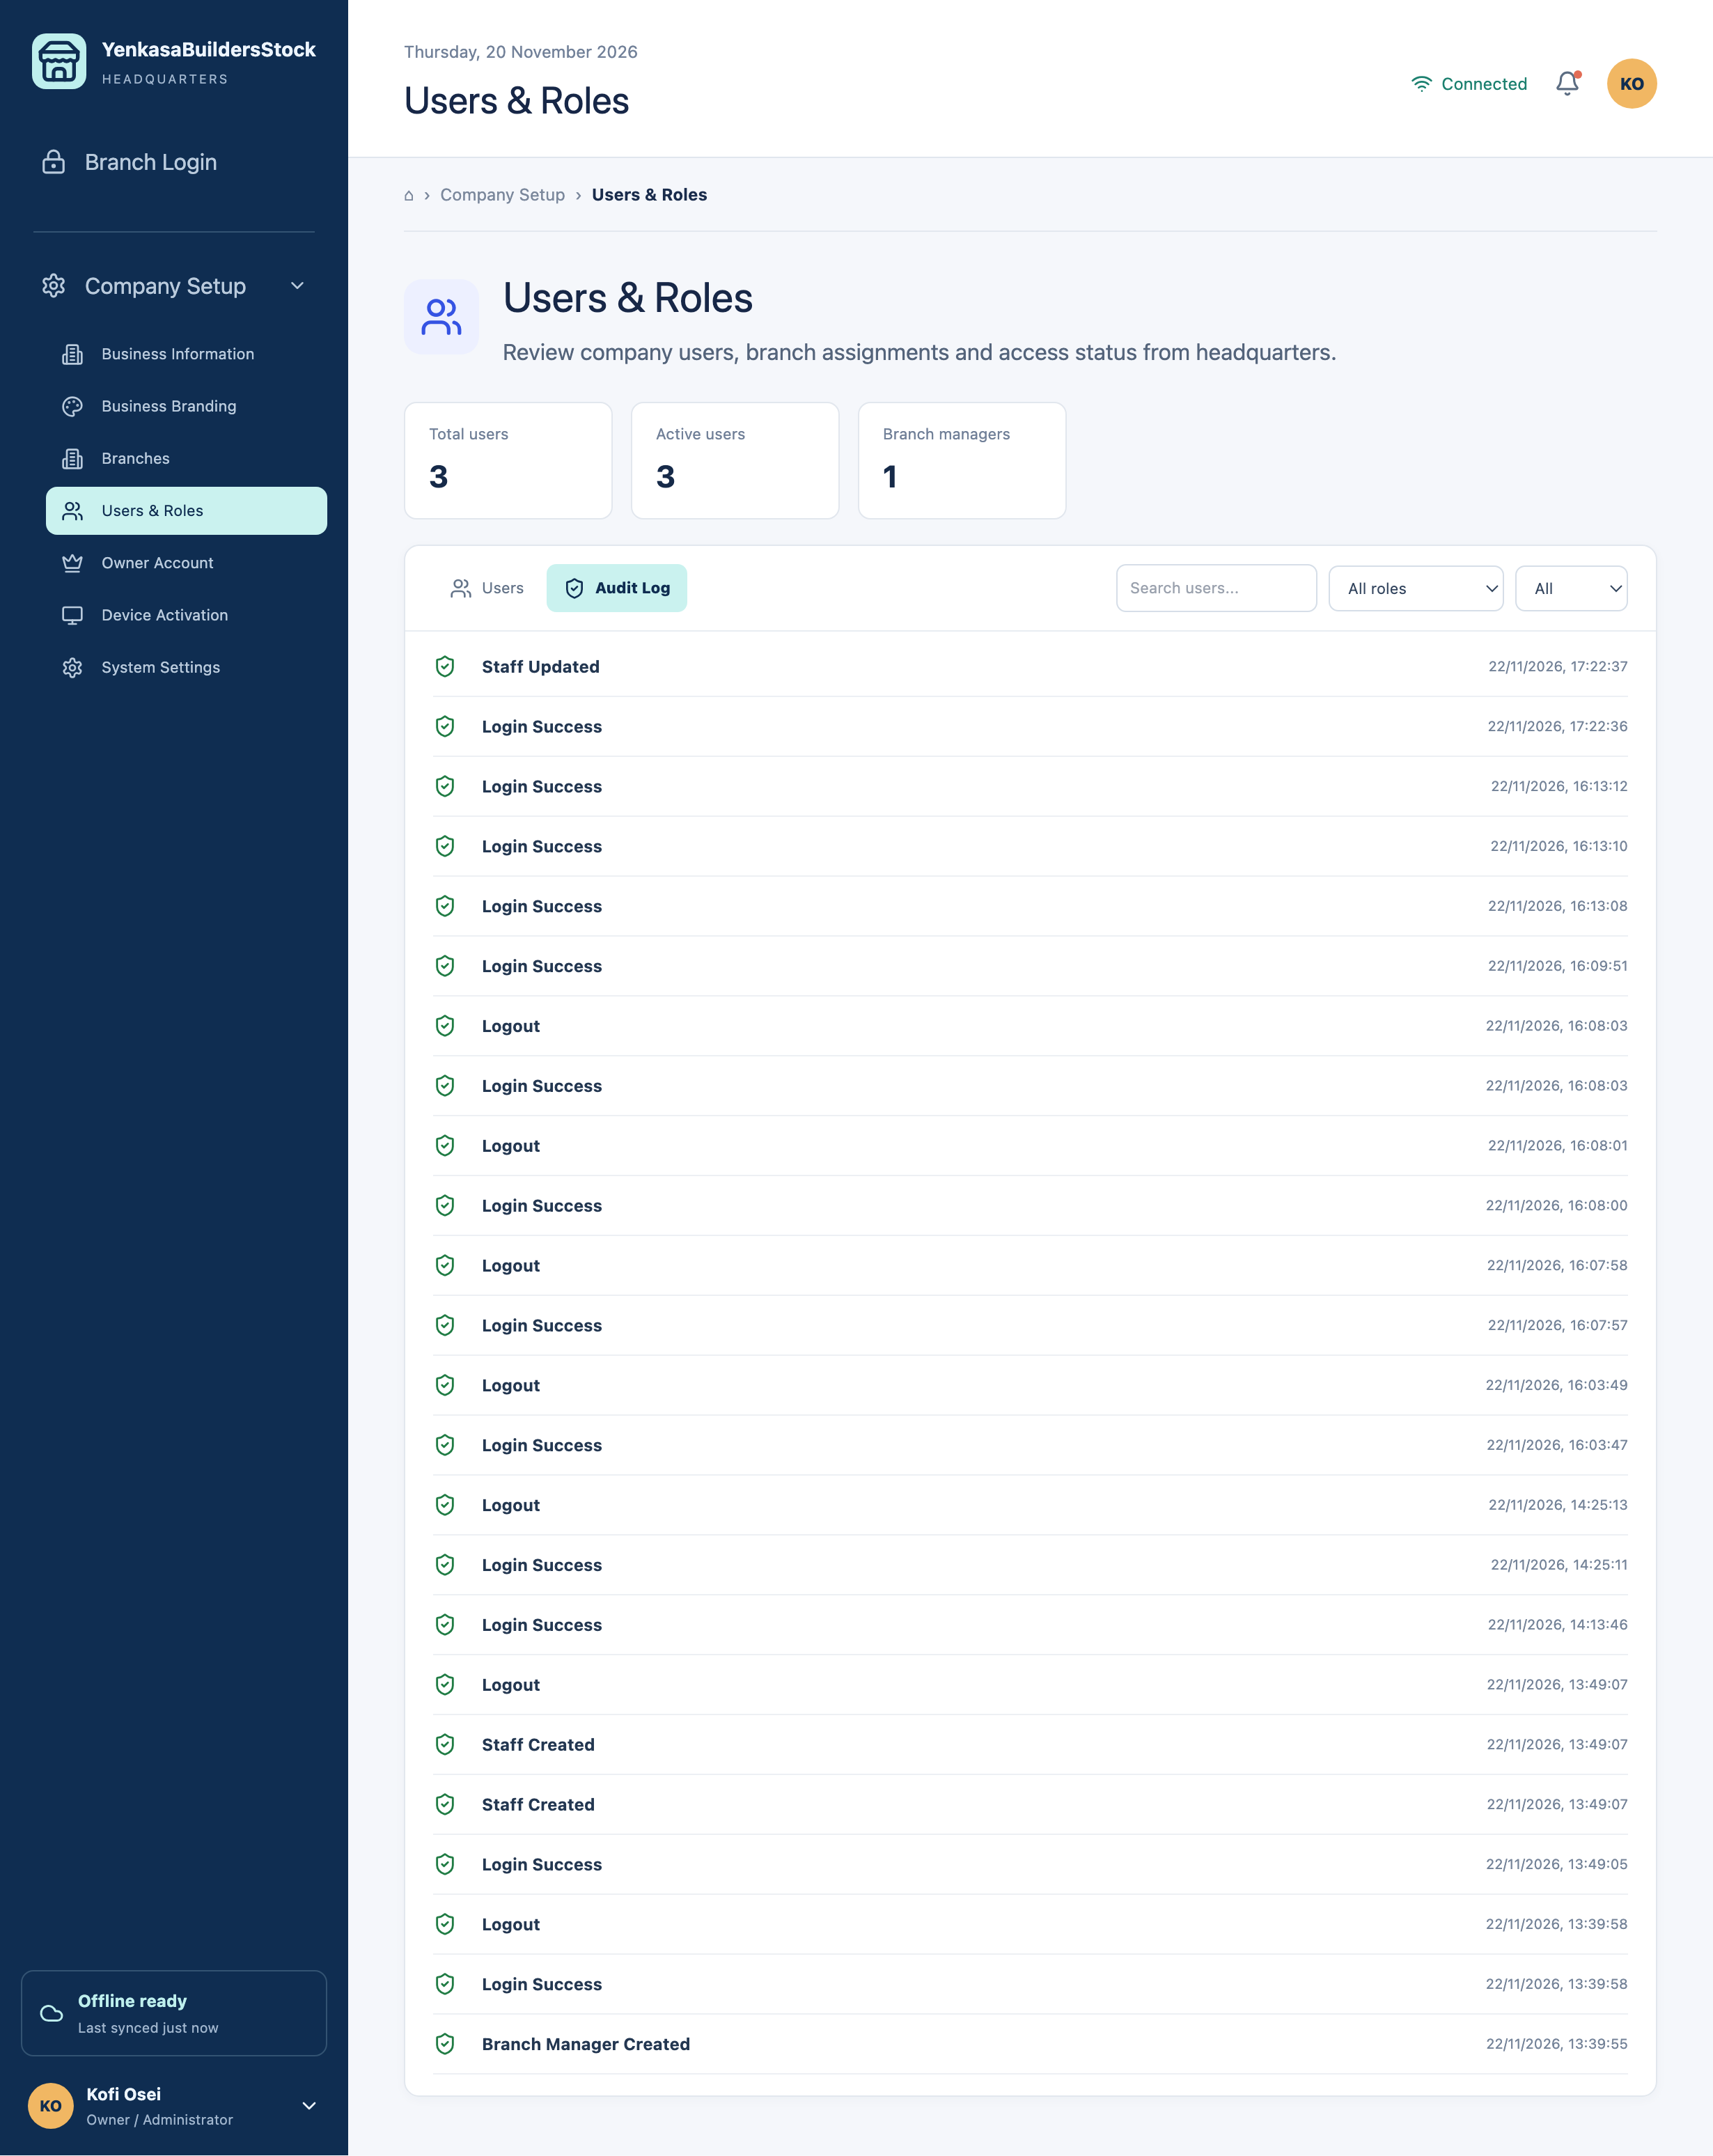 YenkasaBuildersStock
HEADQUARTERS
Branch Login
Company Setup
Business Information
Business Branding
Branches
Users & Roles
Owner Account
Device Activation
System Settings
Offline ready
Last synced just now
KO
Kofi Osei
Owner / Administrator
Thursday, 20 November 2026
Users & Roles
Connected
KO
⌂ › Company Setup › Users & Roles
Users & Roles
Review company users, branch assignments and access status from headquarters.
Total users
3
Active users
3
Branch managers
1
Users
Audit Log
Search users...
All roles
All
Staff Updated 22/11/2026, 17:22:37
Login Success 22/11/2026, 17:22:36
Login Success 22/11/2026, 16:13:12
Login Success 22/11/2026, 16:13:10
Login Success 22/11/2026, 16:13:08
Login Success 22/11/2026, 16:09:51
Logout 22/11/2026, 16:08:03
Login Success 22/11/2026, 16:08:03
Logout 22/11/2026, 16:08:01
Login Success 22/11/2026, 16:08:00
Logout 22/11/2026, 16:07:58
Login Success 22/11/2026, 16:07:57
Logout 22/11/2026, 16:03:49
Login Success 22/11/2026, 16:03:47
Logout 22/11/2026, 14:25:13
Login Success 22/11/2026, 14:25:11
Login Success 22/11/2026, 14:13:46
Logout 22/11/2026, 13:49:07
Staff Created 22/11/2026, 13:49:07
Staff Created 22/11/2026, 13:49:07
Login Success 22/11/2026, 13:49:05
Logout 22/11/2026, 13:39:58
Login Success 22/11/2026, 13:39:58
Branch Manager Created 22/11/2026, 13:39:55